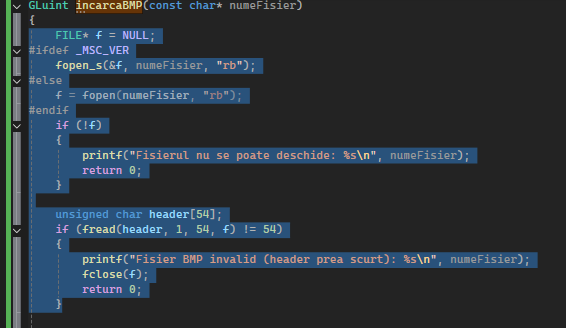 GLuint incarcaBMP(const char* numeFisier)
{
FILE* f = NULL;
#ifdef _MSC_VER
fopen_s(&f, numeFisier, "rb");
#else
f = fopen(numeFisier, "rb");
#endif
if (!f)
{
printf("Fisierul nu se poate deschide: %s\n", numeFisier);
return 0;
}
unsigned char header[54];
if (fread(header, 1, 54, f) != 54)
{
printf("Fisier BMP invalid (header prea scurt): %s\n", numeFisier);
fclose(f);
return 0;
}